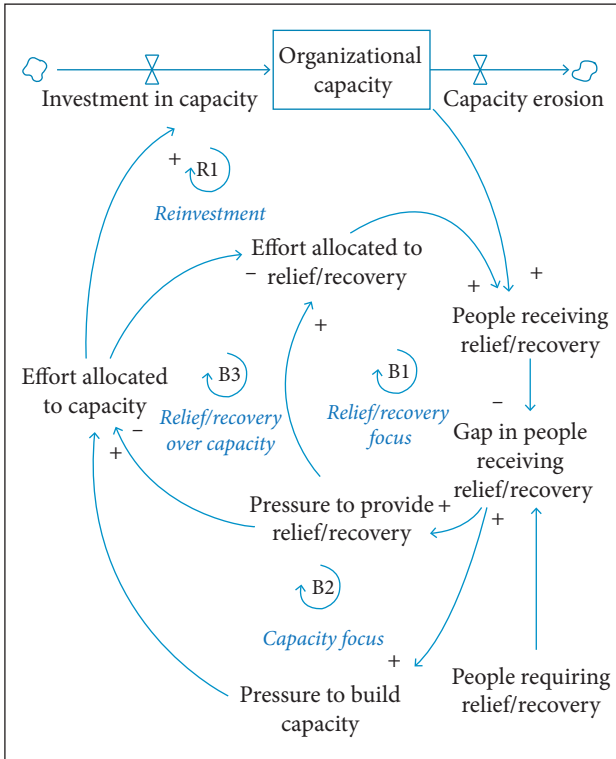 Organizational
capacity
Investment in capacity
Capacity erosion
+
R1
Reinvestment
Effort allocated to
relief/recovery
−
+
+
+
People receiving
relief/recovery
Effort allocated
to capacity
B3
Relief/recovery
over capacity
B1
Relief/recovery
focus
−
−
+
Gap in people
receiving
relief/recovery
Pressure to provide
relief/recovery
+
+
B2
Capacity focus
+
Pressure to build
capacity
People requiring
relief/recovery